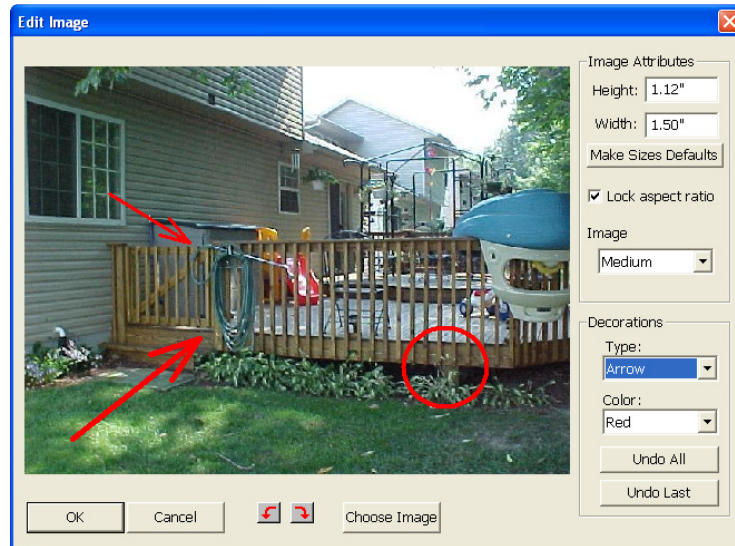 Edit Image
Image Attributes
Height: 1.12"
Width: 1.50"
Make Sizes Defaults
Lock aspect ratio
Image
Medium
Decorations
Type:
Arrow
Color:
Red
Undo All
Undo Last
OK
Cancel
Choose Image